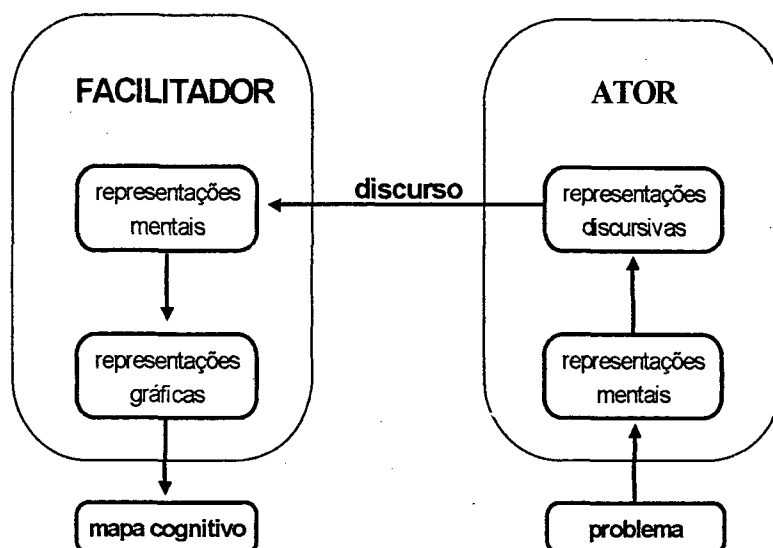 FACILITADOR
representações
mentais
representações
gráficas
mapa cognitivo
discurso
ATOR
representações
discursivas
representações
mentais
problema